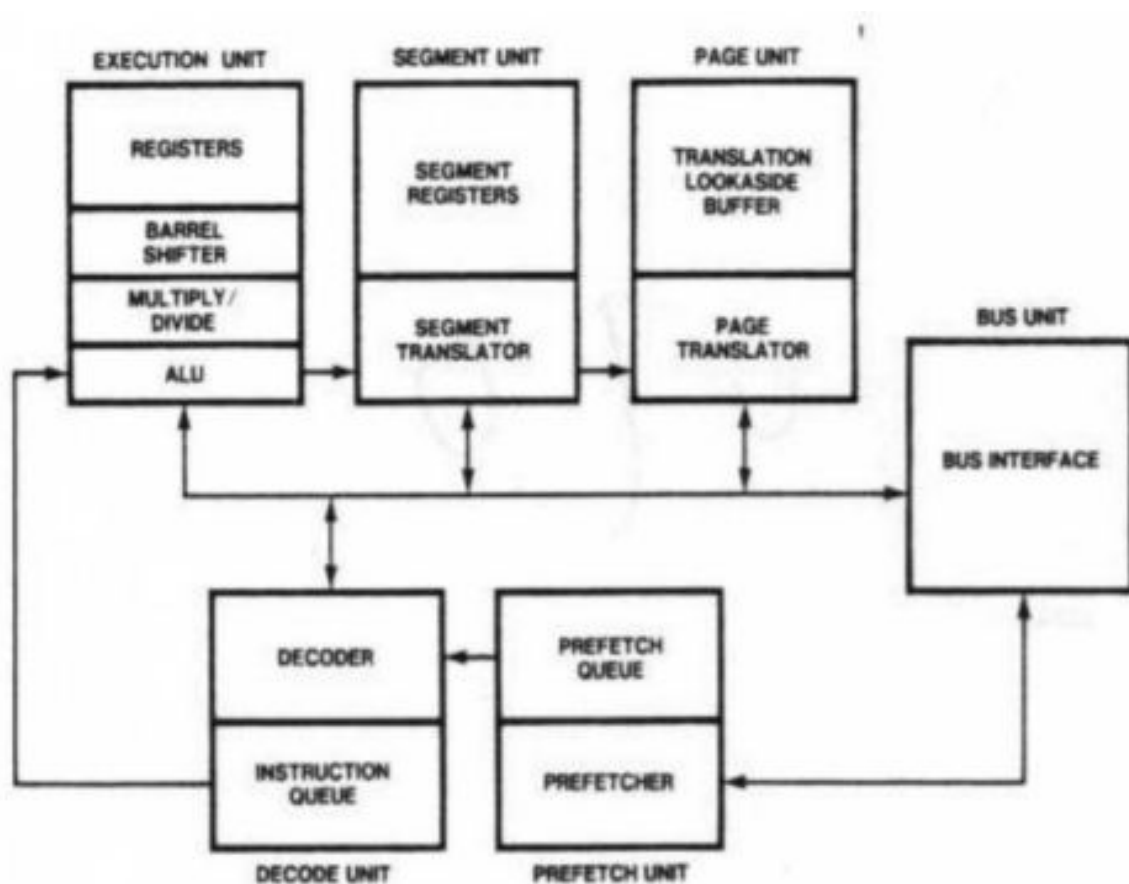 EXECUTION UNIT
SEGMENT UNIT
PAGE UNIT
REGISTERS
BARREL
SHIFTER
MULTIPLY/
DIVIDE
ALU
SEGMENT
REGISTERS
SEGMENT
TRANSLATOR
TRANSLATION
LOOKASIDE
BUFFER
PAGE
TRANSLATOR
BUS UNIT
BUS INTERFACE
DECODER
INSTRUCTION
QUEUE
DECODE UNIT
PREFETCH
QUEUE
PREFETCHER
PREFETCH UNIT